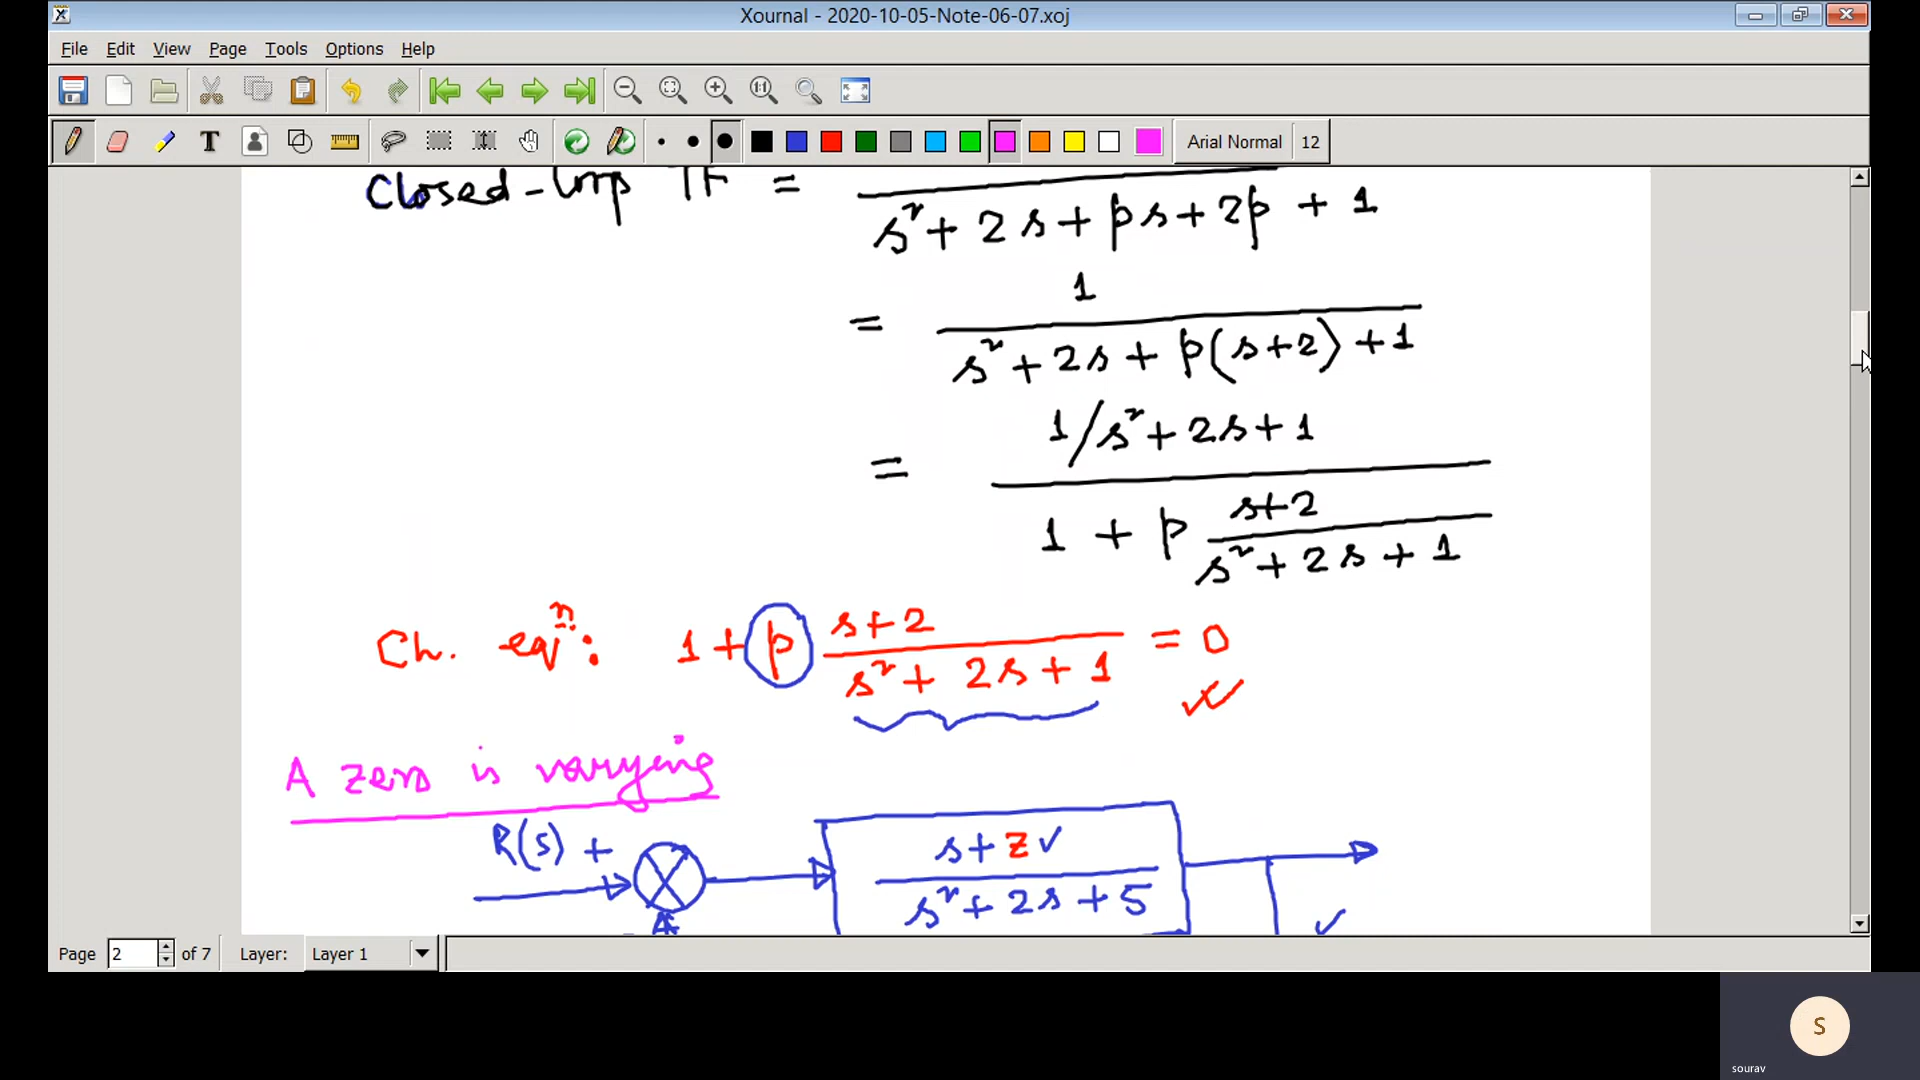 Xournal - 2020-10-05-Note-06-07.xoj
File Edit View Page Tools Options Help
Arial Normal 12
Closed-loop TF =
s² + 2s + ps + 2p + 1
= 1
s² + 2s + p(s+2) + 1
= 1/s² + 2s + 1
1 + p s+2
s² + 2s + 1
Ch. eqⁿ: 1 + p s+2 = 0
s² + 2s + 1
A zero is varying
R(s) +
s + z
s² + 2s + 5
Page 2 of 7 Layer: Layer 1
S
sourav